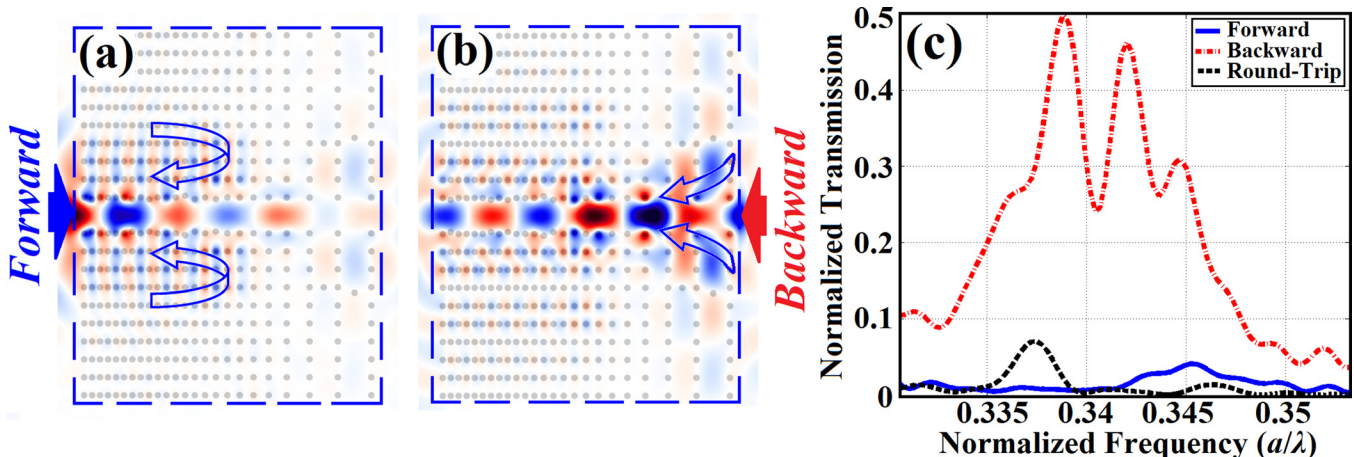 (a)
Forward
(b)
Backward
(c)
Normalized Transmission
0.5
0.4
0.3
0.2
0.1
0
Forward
Backward
Round-Trip
0.335
0.34
0.345
0.35
Normalized Frequency (a/λ)